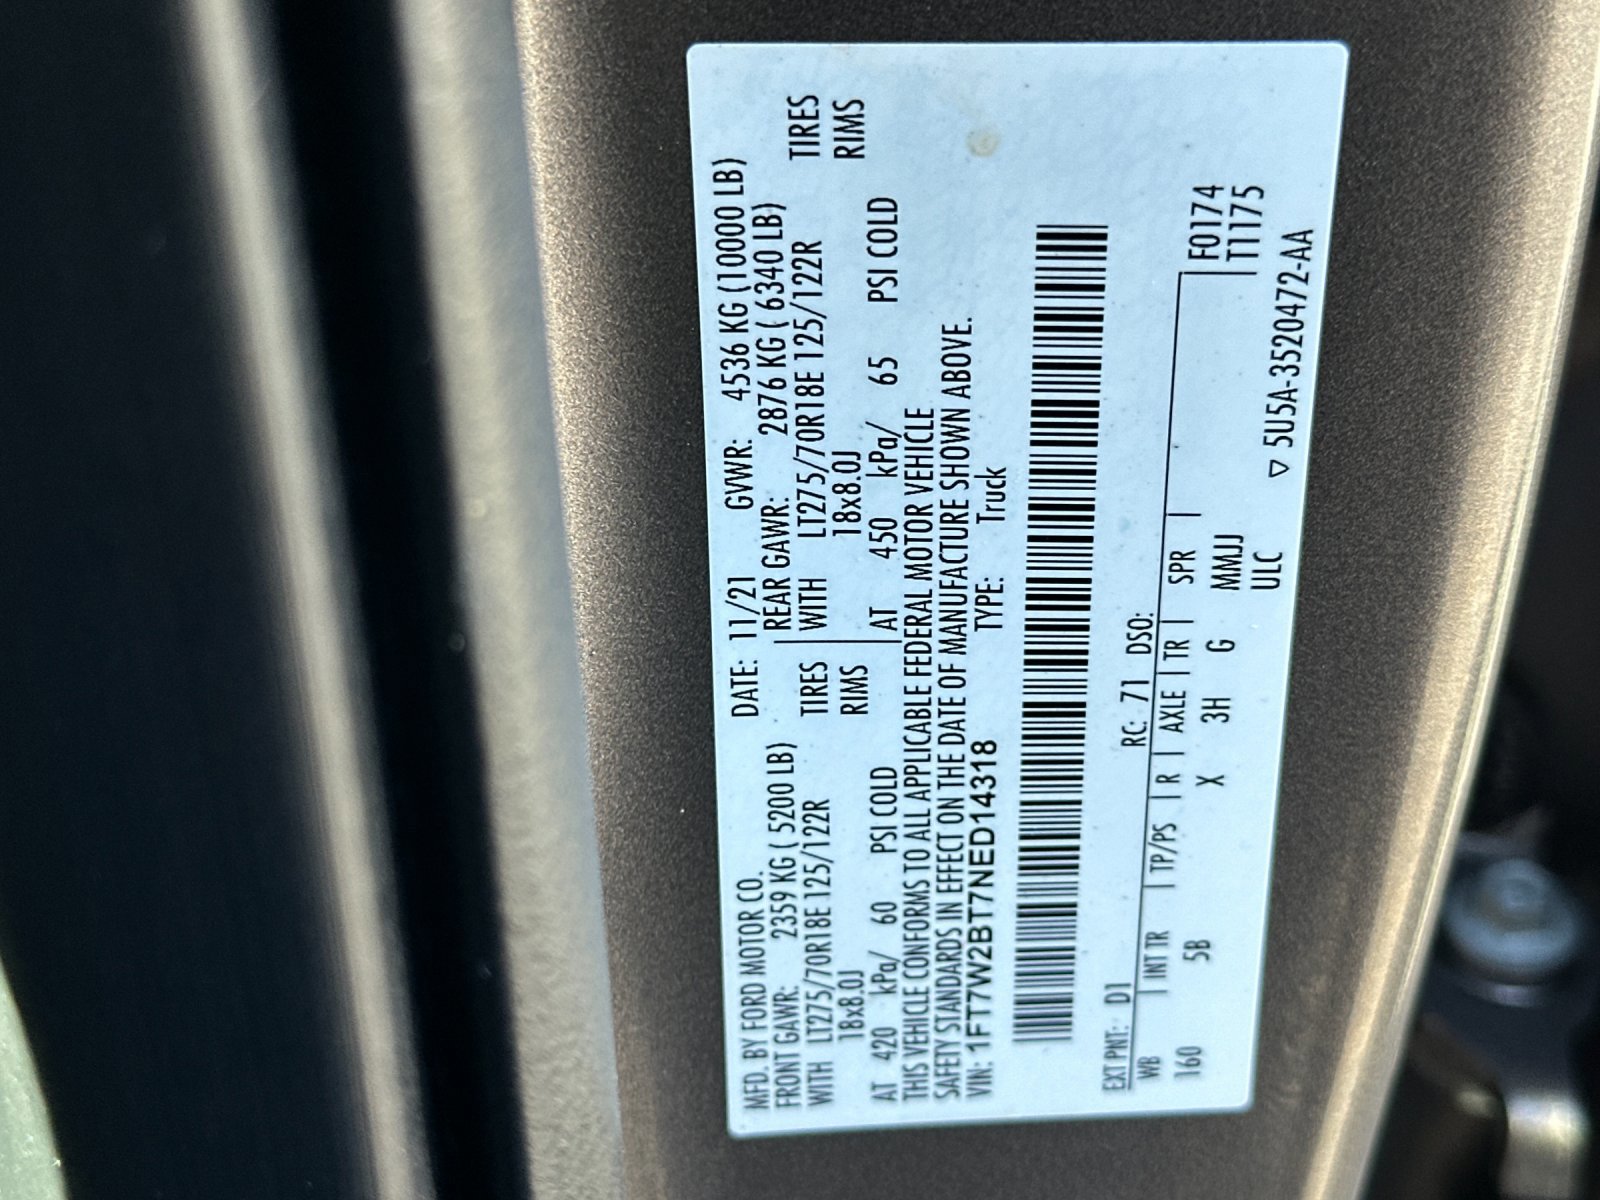 MFD. BY FORD MOTOR CO. DATE: 11/21 GVWR: 4536 KG (10000 LB)
FRONT GAWR: 2359 KG ( 5200 LB) REAR GAWR: 2876 KG ( 6340 LB)
WITH LT275/70R18E 125/122R TIRES WITH LT275/70R18E 125/122R TIRES
18x8.0J RIMS 18x8.0J RIMS
AT 420 kPa/ 60 PSI COLD AT 450 kPa/ 65 PSI COLD
THIS VEHICLE CONFORMS TO ALL APPLICABLE FEDERAL MOTOR VEHICLE
SAFETY STANDARDS IN EFFECT ON THE DATE OF MANUFACTURE SHOWN ABOVE.
VIN: 1FT7W2BT7NED14318 TYPE: Truck
EXT PNT: D1 RC: 71 DSO:
WB | INT TR | TP/PS | R | AXLE | TR | SPR |
160 5B X 3H G MMJJ F0174
ULC T1175
▽ 5U5A-3520472-AA